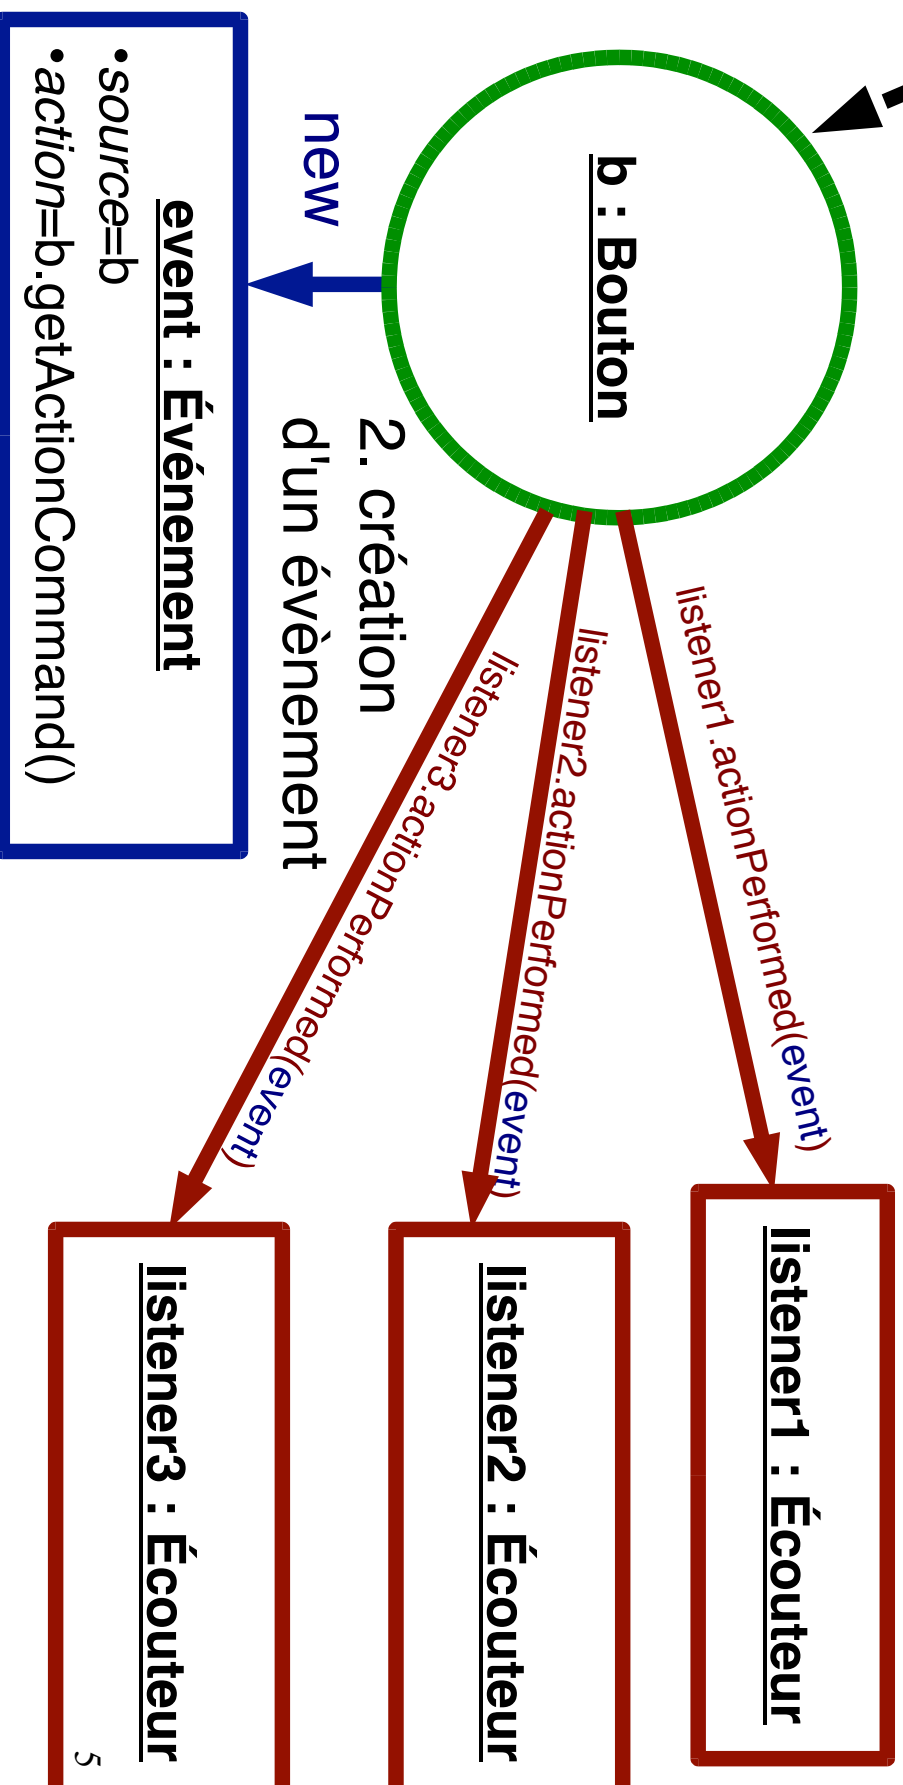 b : Bouton
listener1.actionPerformed(event)
listener1 : Écouteur
listener2.actionPerformed(event)
listener2 : Écouteur
listener3.actionPerformed(event)
listener3 : Écouteur
new
2. création
d'un évènement
event : Événement
•source=b
•action=b.getActionCommand()
5